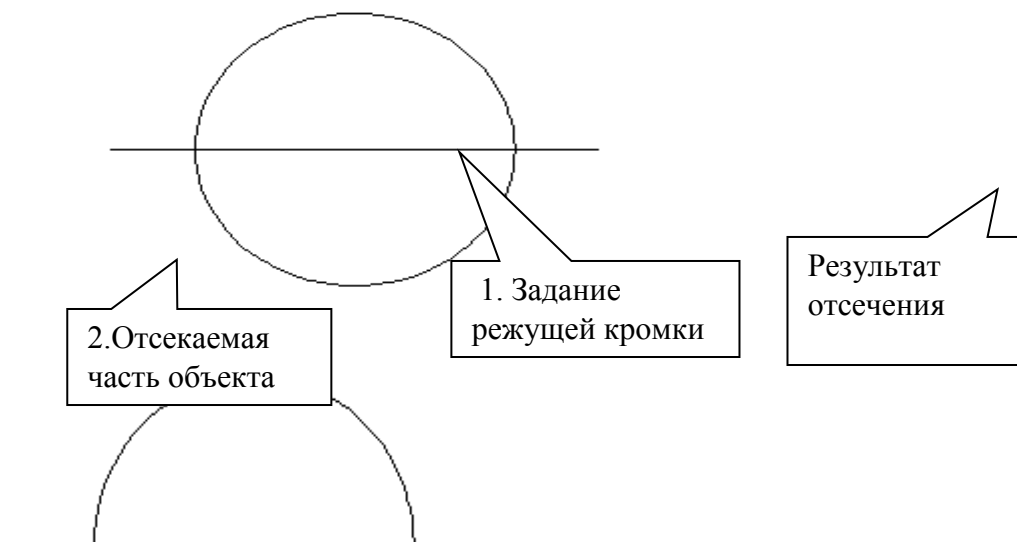 1. Задание
режущей кромки
2.Отсекаемая
часть объекта
Результат
отсечения